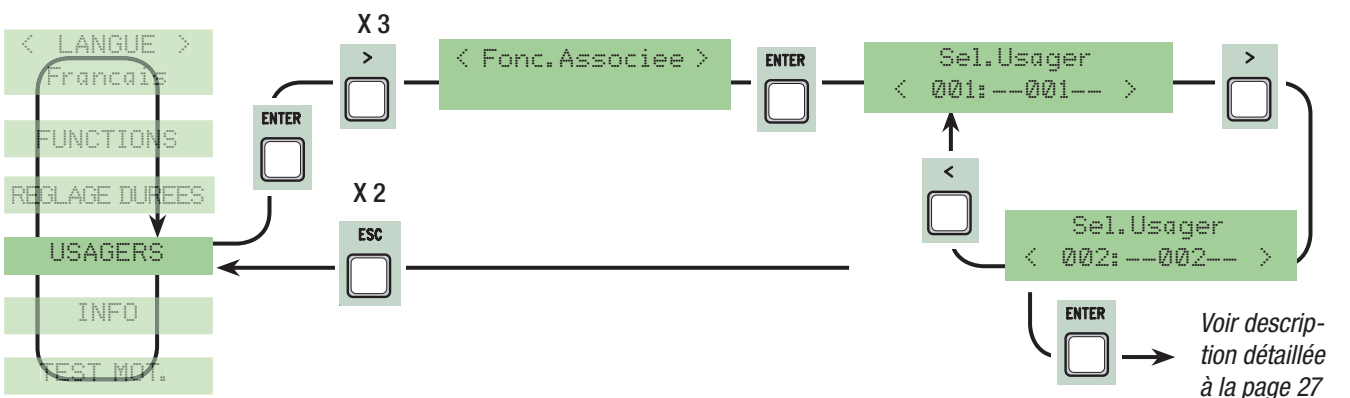 < LANGUE >
Francais
FUNCTIONS
REGLAGE DUREES
USAGERS
INFO
TEST MOT.
ENTER
X 3
>
< Fonc.Associee >
ENTER
Sel.Usager
< 001:--001-- >
>
<
Sel.Usager
< 002:--002-- >
X 2
ESC
ENTER
Voir descrip-
tion détaillée
à la page 27